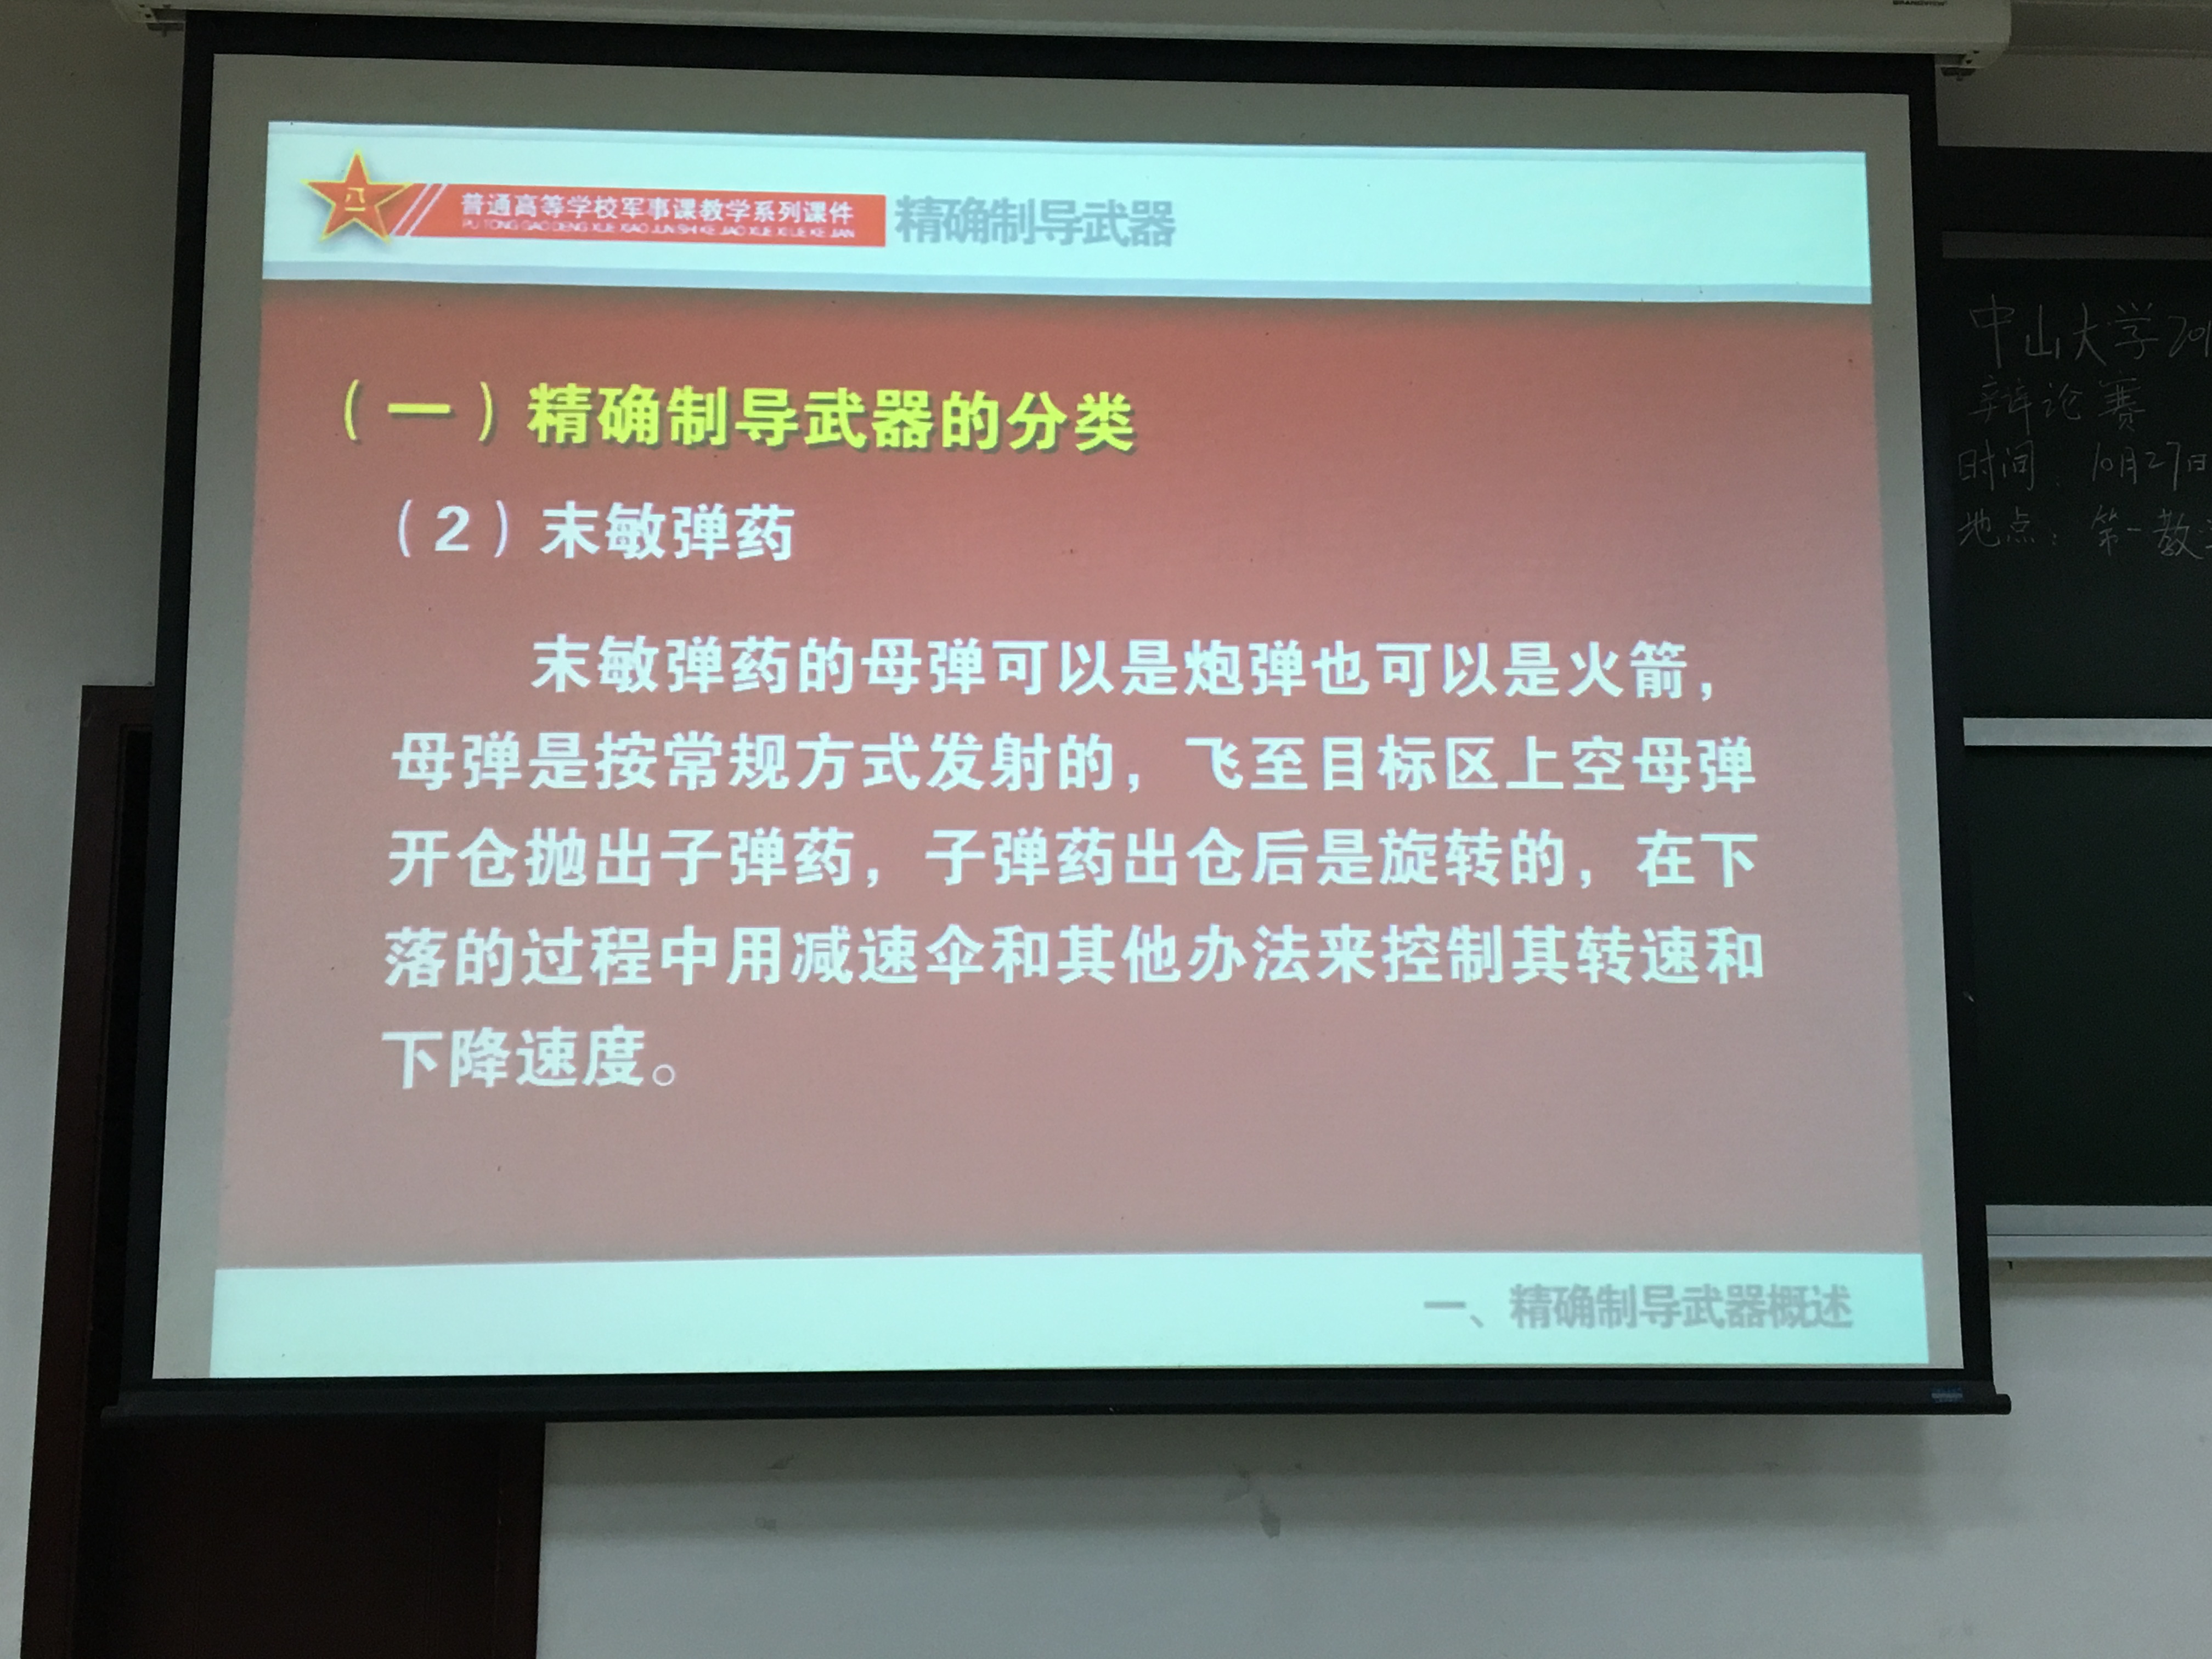 八一
普通高等学校军事课教学系列课件
PU TONG GAO DENG XUE XIAO JUN SHI KE JIAO XUE XI LIE KE JIAN
精确制导武器
（一）精确制导武器的分类
（2）末敏弹药
末敏弹药的母弹可以是炮弹也可以是火箭，
母弹是按常规方式发射的，飞至目标区上空母弹
开仓抛出子弹药，子弹药出仓后是旋转的，在下
落的过程中用减速伞和其他办法来控制其转速和
下降速度。
一、精确制导武器概述
中山大学201
辩论赛
时间：10月27日
地点：第一教